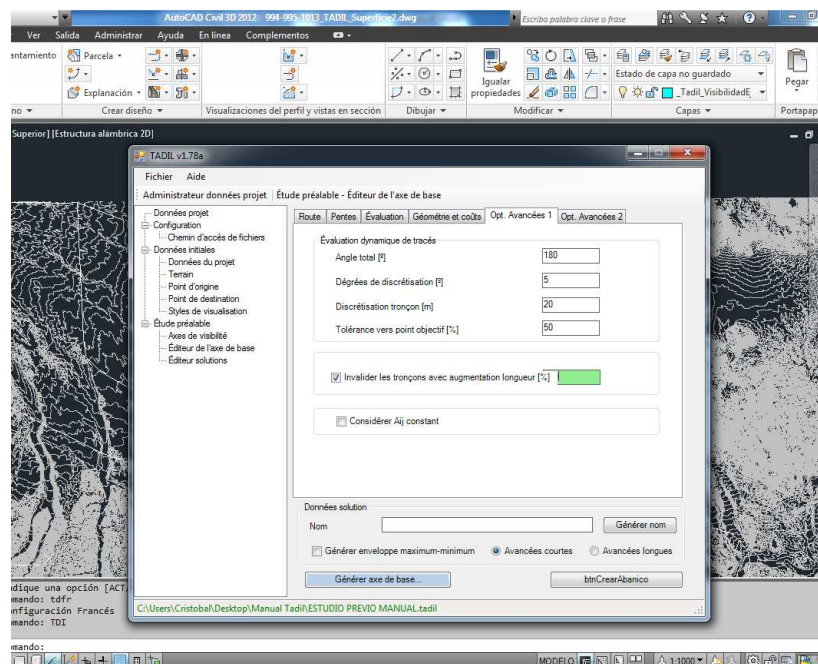 AutoCAD Civil 3D 2012 994-995-1013_TADIL_Superficie2.dwg
Escriba palabra clave o frase
Ver Salida Administrar Ayuda En línea Complementos
antamiento Parcela
Explanación
Igualar propiedades
Estado de capa no guardado
_Tadil_VisibilidadE
Pegar
no Crear diseño Visualizaciones del perfil y vistas en sección Dibujar Modificar Capas Portapap
Superior] [Estructura alámbrica 2D]
TADIL v1.78a
Fichier Aide
Administrateur données projet Étude préalable - Éditeur de l'axe de base
Données projet
Configuration
Chemin d'accès de fichiers
Données initiales
Données du projet
Terrain
Point d'origine
Point de destination
Styles de visualisation
Étude préalable
Axes de visibilité
Éditeur de l'axe de base
Éditeur solutions
Route Pentes Évaluation Géométrie et coûts Opt. Avancées 1 Opt. Avancées 2
Évaluation dynamique de tracés
Angle total [º] 180
Dégrées de discrétisation [º] 5
Discrétisation tronçon [m] 20
Tolérance vers point objectif [%] 50
Invalider les tronçons avec augmentation longueur [%]
Considérer Aij constant
Données solution
Nom Générer nom
Générer enveloppe maximum-minimum Avancées courtes Avancées longues
Générer axe de base... btnCrearAbanico
C:\Users\Cristobal\Desktop\Manual Tadil\ESTUDIO PREVIO MANUAL.tadil
dique una opción [ACT
mando: tdfr
nfiguración Francés
mando: TDI
omando:
MODELO 1:1000